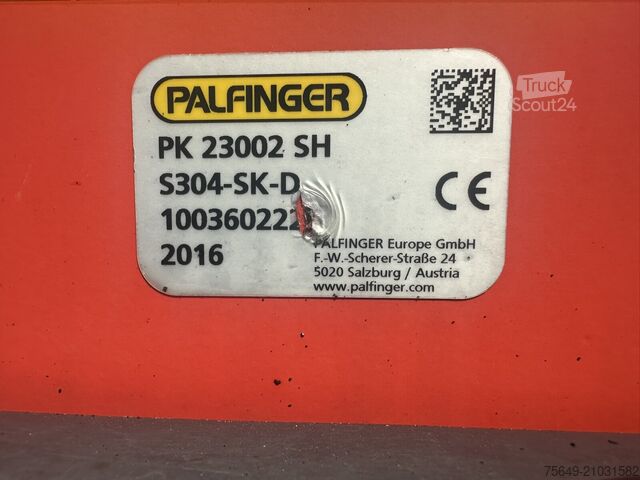 PALFINGER
Truck
Scout24
PK 23002 SH
S304-SK-D
2016
PALFINGER Europe GmbH
F.-W.-Scherer-Straße 24
5020 Salzburg / Austria
www.palfinger.com
CE
75649-21031582